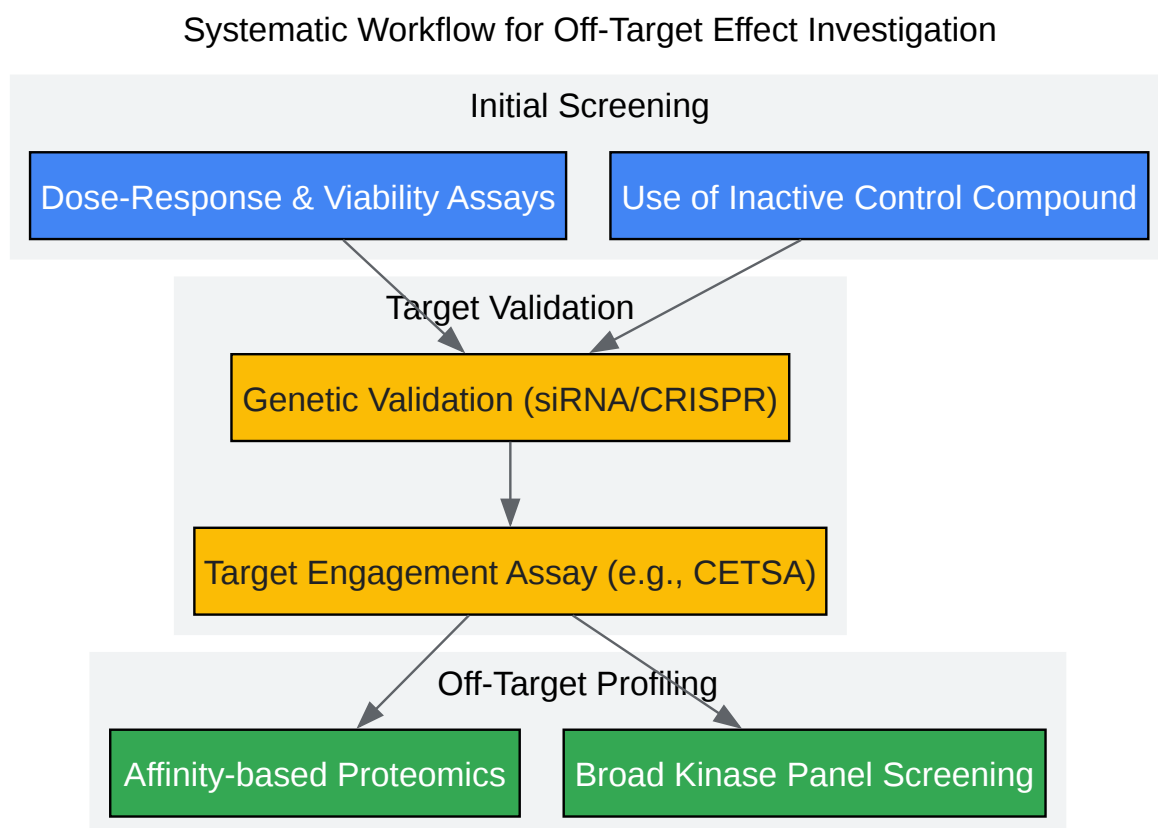 Systematic Workflow for Off-Target Effect Investigation
Initial Screening
Dose-Response & Viability Assays
Use of Inactive Control Compound
Target Validation
Genetic Validation (siRNA/CRISPR)
Target Engagement Assay (e.g., CETSA)
Off-Target Profiling
Affinity-based Proteomics
Broad Kinase Panel Screening